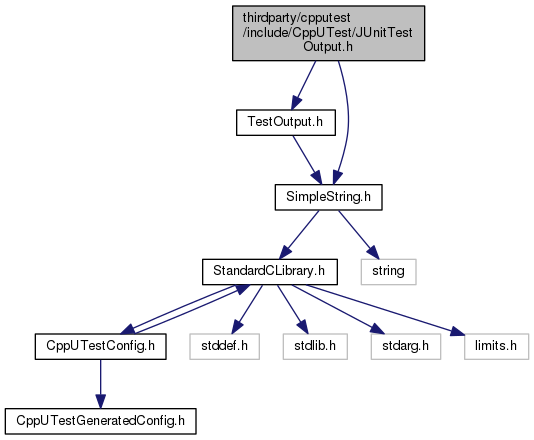 thirdparty/cpputest
/include/CppUTest/JUnitTest
Output.h
TestOutput.h
SimpleString.h
StandardCLibrary.h
string
CppUTestConfig.h
stddef.h
stdlib.h
stdarg.h
limits.h
CppUTestGeneratedConfig.h